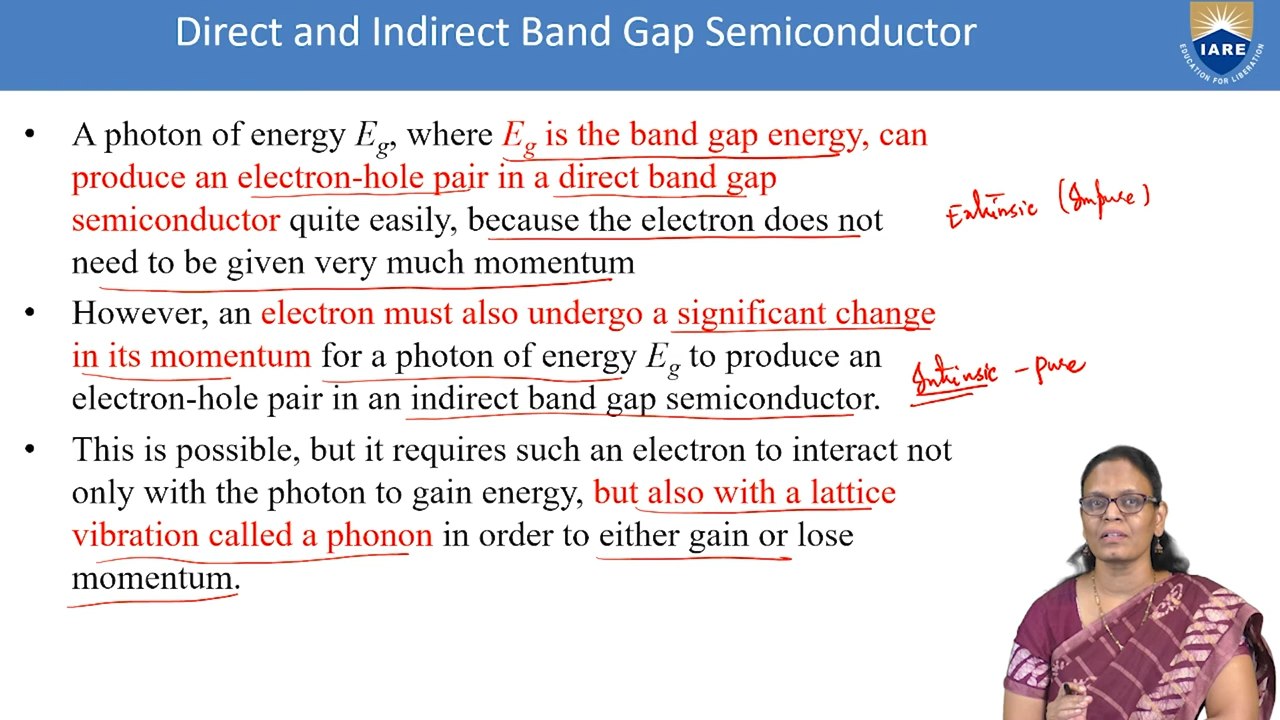 Direct and Indirect Band Gap Semiconductor
IARE
EDUCATION FOR LIBERATION
• A photon of energy Eg, where Eg is the band gap energy, can
produce an electron-hole pair in a direct band gap
semiconductor quite easily, because the electron does not
need to be given very much momentum
Extrinsic (Impure)
• However, an electron must also undergo a significant change
in its momentum for a photon of energy Eg to produce an
electron-hole pair in an indirect band gap semiconductor.
Intrinsic - pure
• This is possible, but it requires such an electron to interact not
only with the photon to gain energy, but also with a lattice
vibration called a phonon in order to either gain or lose
momentum.